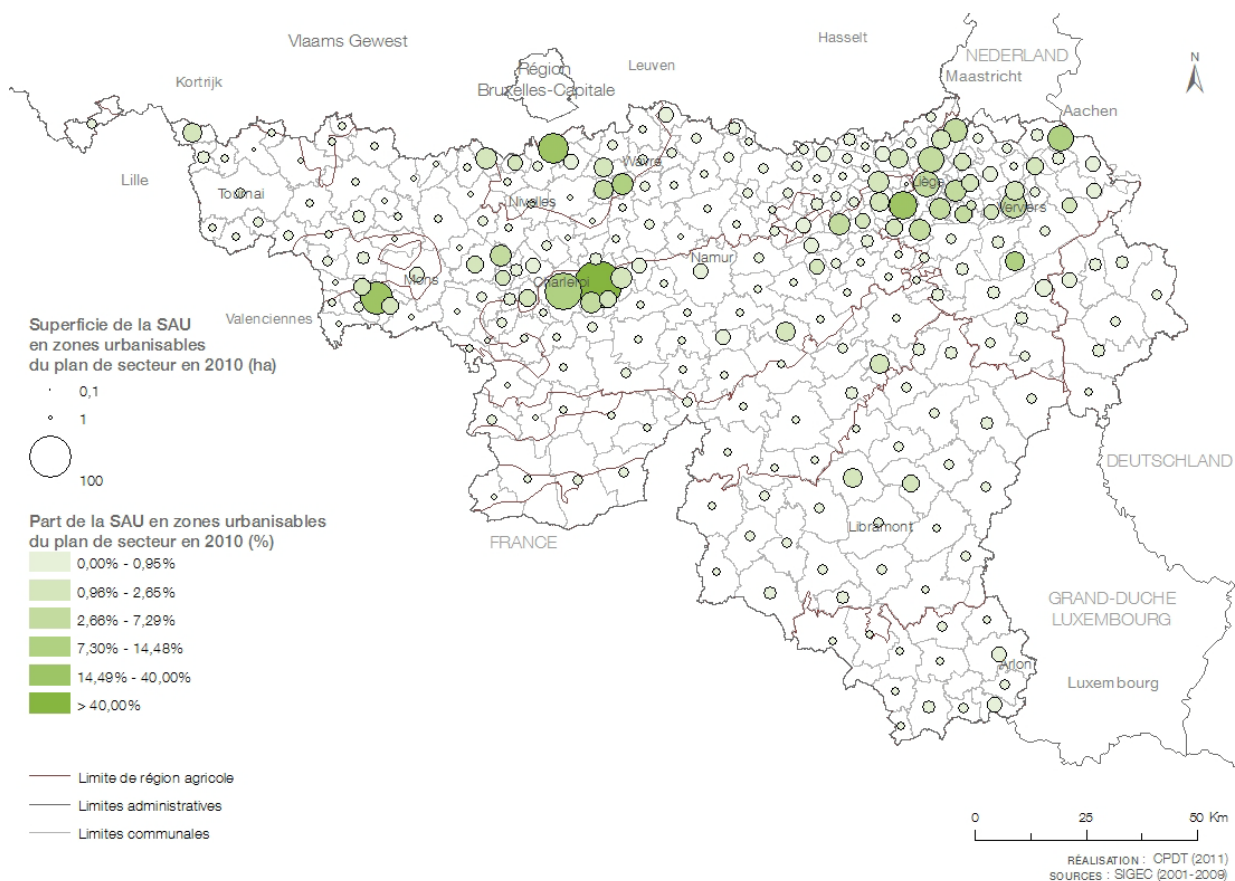 Vlaams Gewest
Hasselt
NEDERLAND
Maastricht
Leuven
Région
Bruxelles-Capitale
Kortrijk
N
Aachen
Lille
Tournai
Wavre
Liège
Nivelles
Verviers
Namur
Mons
Charleroi
Valenciennes
Superficie de la SAU
en zones urbanisables
du plan de secteur en 2010 (ha)
0,1
1
100
DEUTSCHLAND
Part de la SAU en zones urbanisables
du plan de secteur en 2010 (%)
0,00% - 0,95%
0,96% - 2,65%
2,66% - 7,29%
7,30% - 14,48%
14,49% - 40,00%
> 40,00%
Libramont
FRANCE
GRAND-DUCHE
LUXEMBOURG
Arlon
Luxembourg
Limite de région agricole
Limites administratives
Limites communales
0 25 50 Km
RÉALISATION : CPDT (2011)
SOURCES : SIGEC (2001-2009)